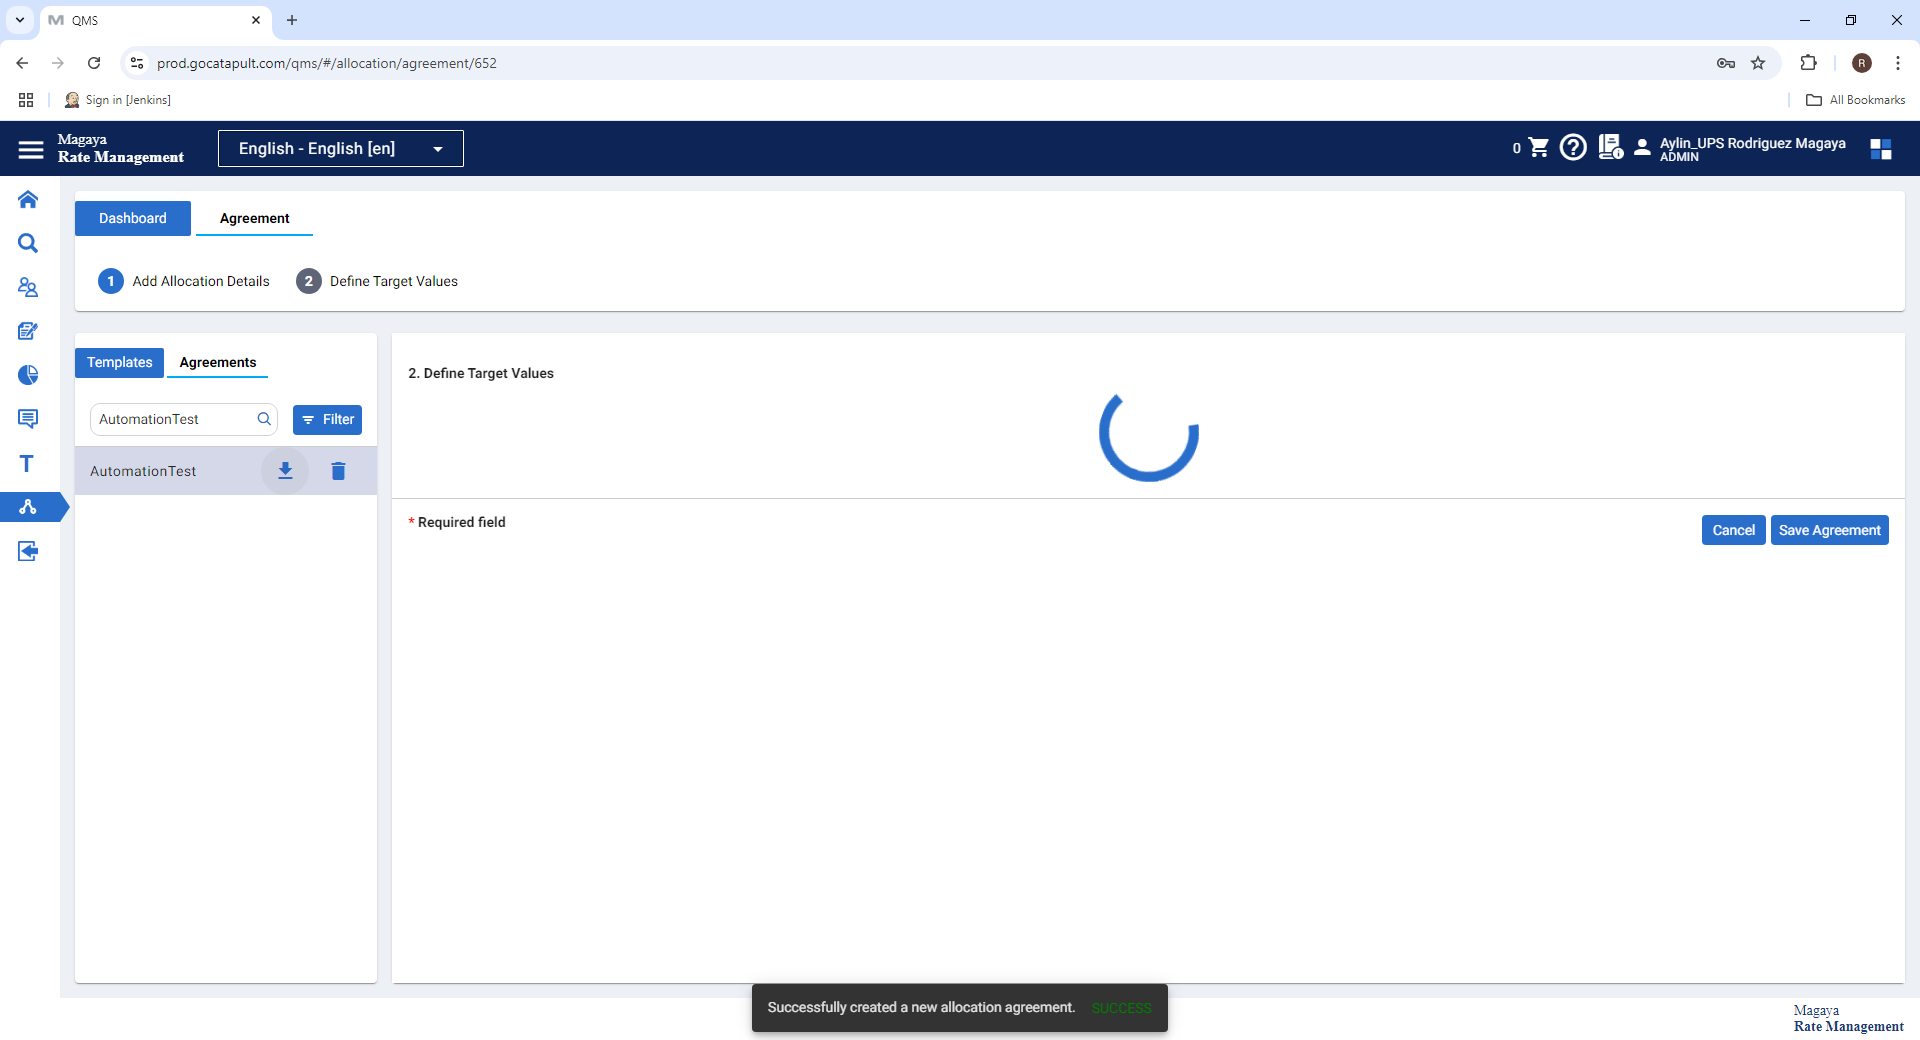 QMS
prod.gocatapult.com/qms/#/allocation/agreement/652
R
Sign in [Jenkins]
All Bookmarks
Magaya
Rate Management
English - English [en]
0
Aylin_UPS Rodriguez Magaya
ADMIN
Dashboard
Agreement
1 Add Allocation Details
2 Define Target Values
Templates
Agreements
AutomationTest
Filter
AutomationTest
2. Define Target Values
* Required field
Cancel
Save Agreement
Successfully created a new allocation agreement. SUCCESS
Magaya
Rate Management